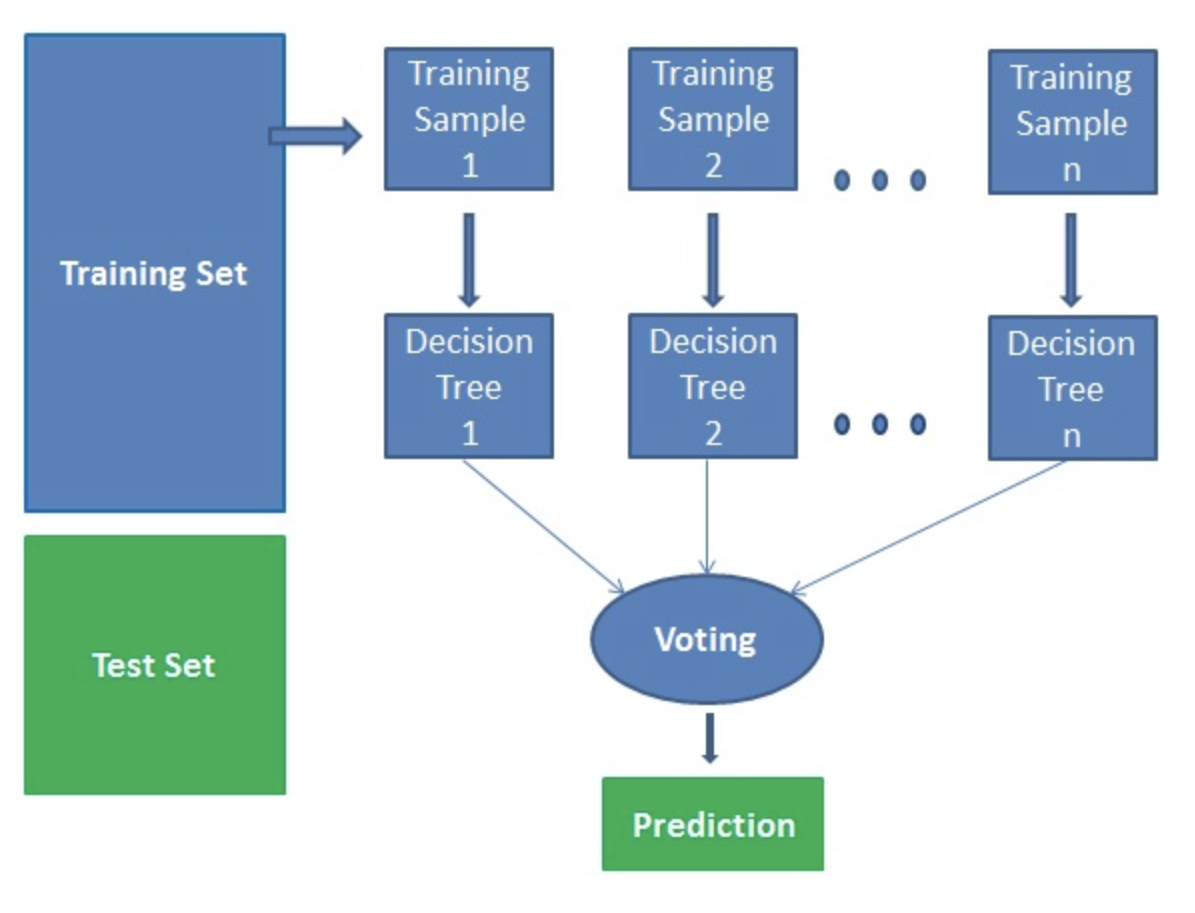 Training
Sample
1
Training
Sample
2
Training
Sample
n
Training Set
Decision
Tree
1
Decision
Tree
2
Decision
Tree
n
Voting
Test Set
Prediction